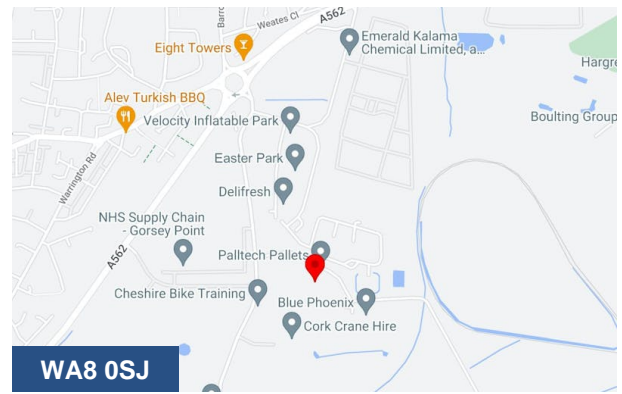 Barro
Weates Cl
A562
Eight Towers
Emerald Kalama
Chemical Limited, a...
Hargre
Alev Turkish BBQ
Velocity Inflatable Park
Boulting Group
Easter Park
Warrington Rd
Delifresh
NHS Supply Chain
- Gorsey Point
A562
Palltech Pallets
Cheshire Bike Training
Blue Phoenix
Cork Crane Hire
WA8 0SJ